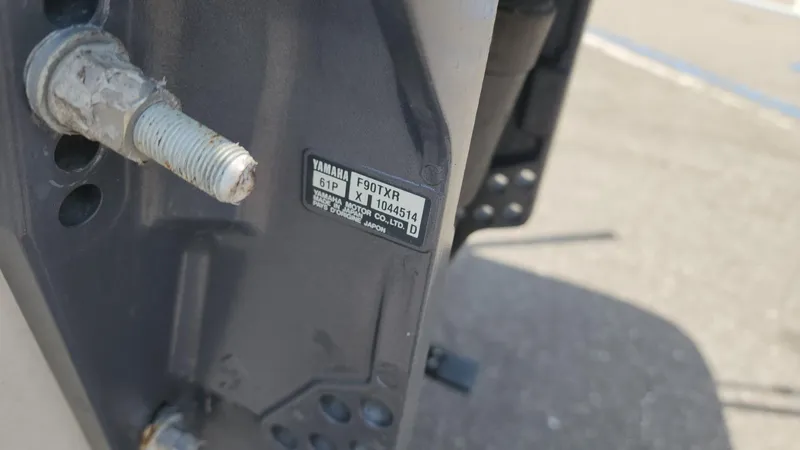 YAMAHA F90TXR
61P X 1044514
YAMAHA MOTOR CO.,LTD.
MADE IN JAPAN
PAYS D'ORIGINE JAPON D